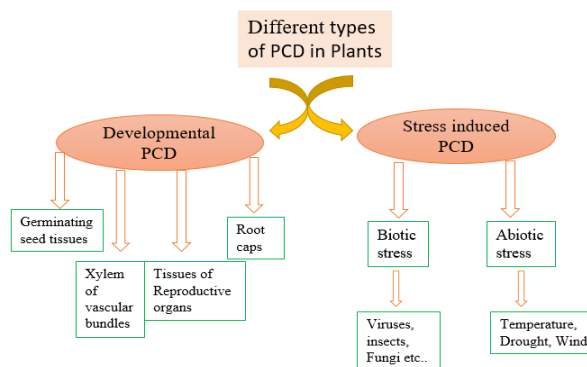 Different types
of PCD in Plants
Developmental
PCD
Stress induced
PCD
Germinating
seed tissues
Xylem
of
vascular
bundles
Tissues of
Reproductive
organs
Root
caps
Biotic
stress
Abiotic
stress
Viruses,
insects,
Fungi etc..
Temperature,
Drought, Wind